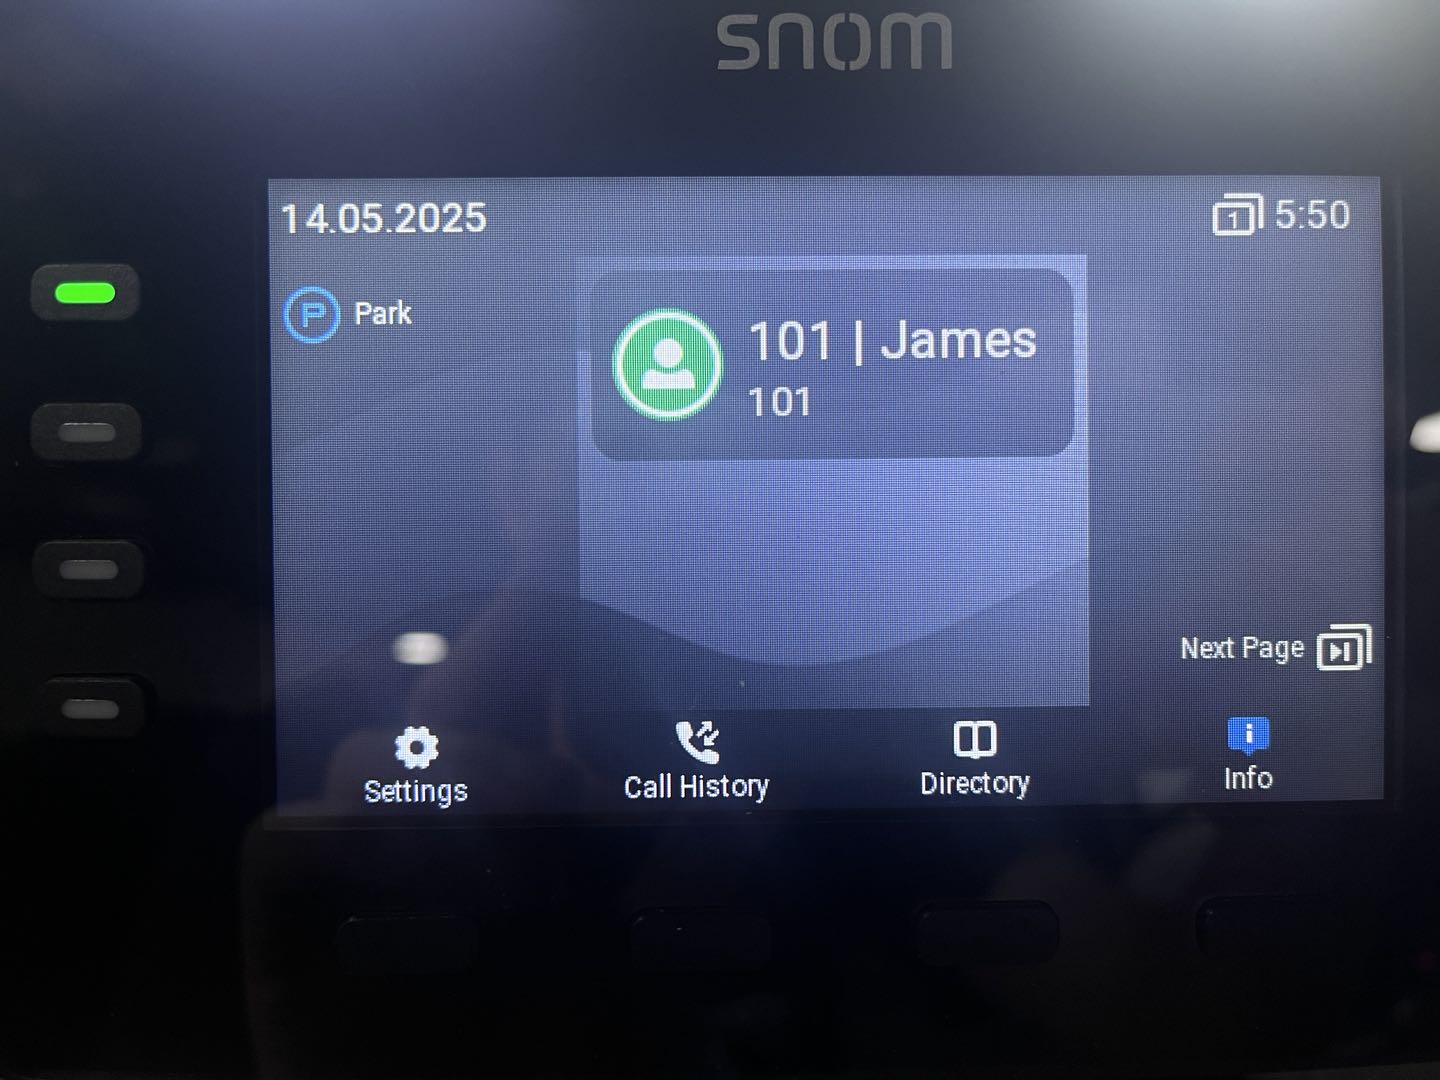 snom
14.05.2025
1 5:50
P Park
101 | James
101
Next Page
i
Settings
Call History
Directory
Info